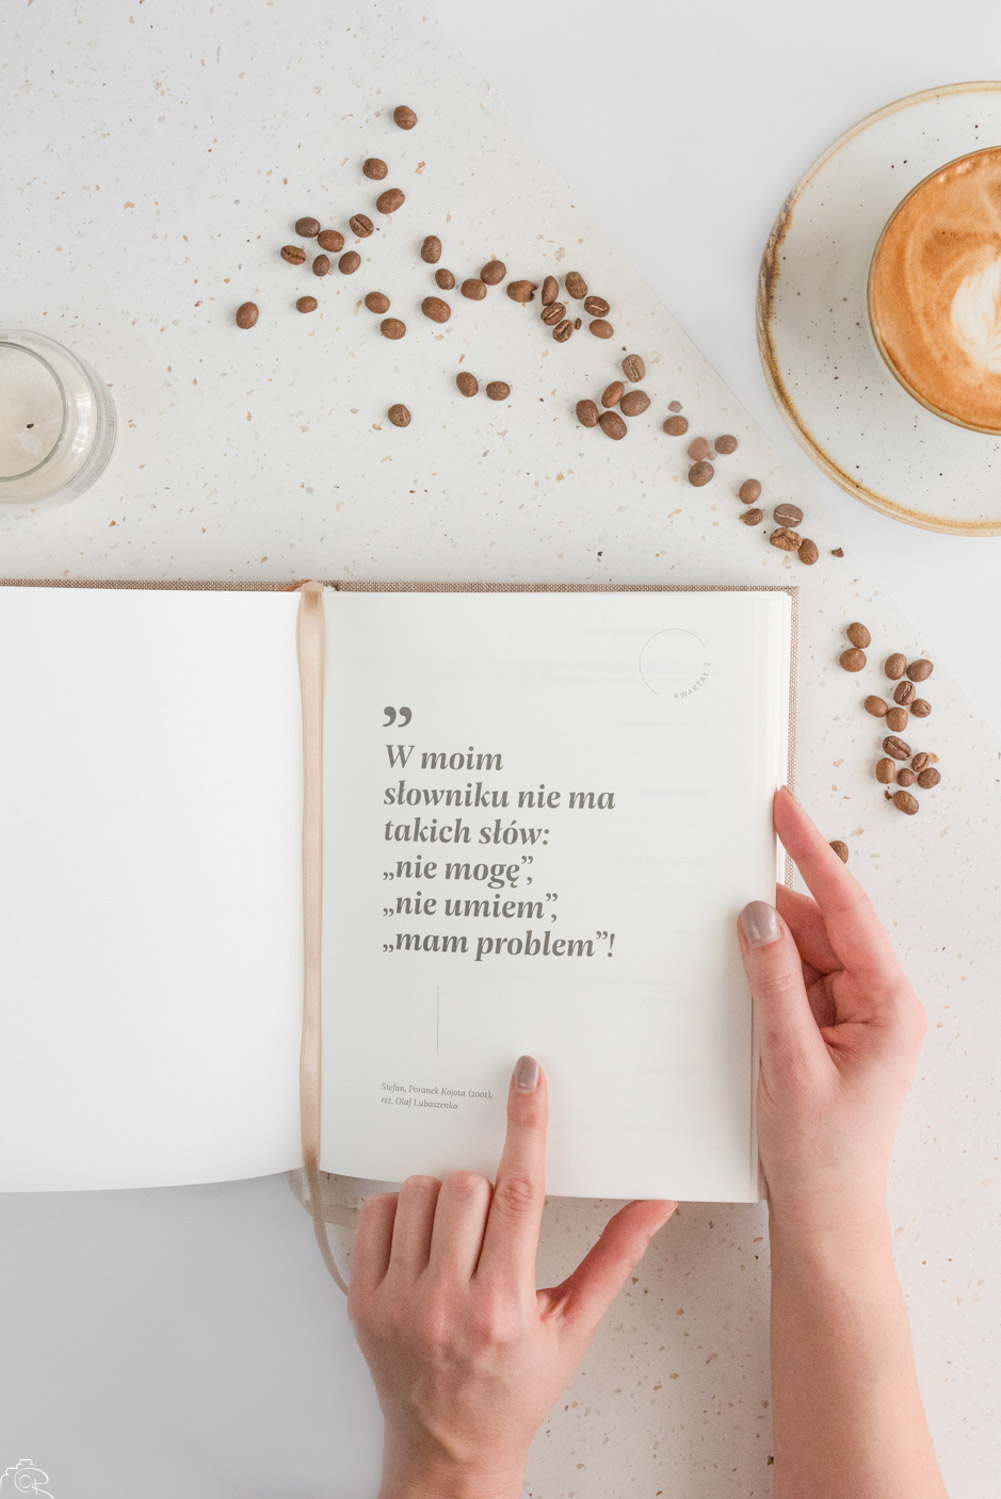 KWARTAŁ 2
”
W moim
słowniku nie ma
takich słów:
„nie mogę”,
„nie umiem”,
„mam problem”!
Stefan, Poranek Kojota (2001),
reż. Olaf Lubaszenko